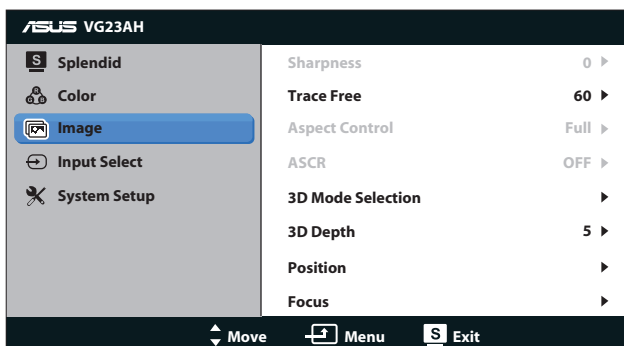 ASUS VG23AH
S Splendid
Color
Image
Input Select
System Setup
Sharpness 0
Trace Free 60
Aspect Control Full
ASCR OFF
3D Mode Selection
3D Depth 5
Position
Focus
Move Menu S Exit